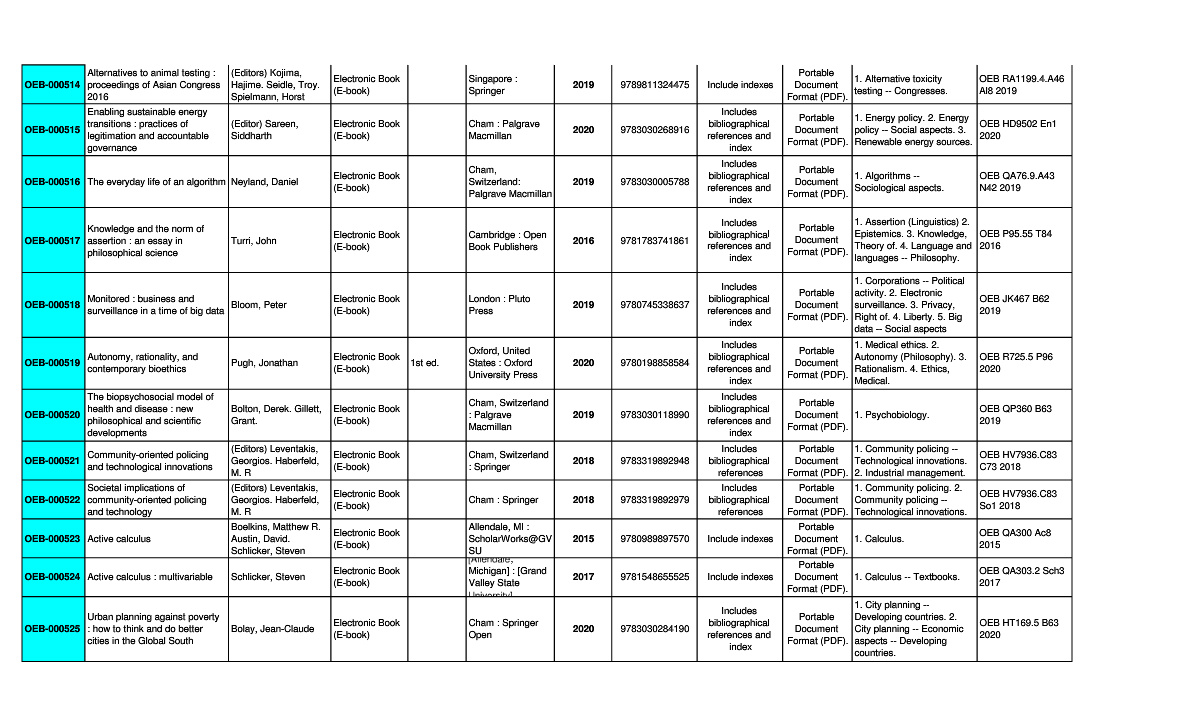 OEB-000514
Alternatives to animal testing :
proceedings of Asian Congress
2016
(Editors) Kojima,
Hajime. Seidle, Troy.
Spielmann, Horst
Electronic Book
(E-book)
Singapore :
Springer
2019
9789811324475
Include indexes
Portable
Document
Format (PDF).
1. Alternative toxicity
testing -- Congresses.
OEB RA1199.4.A46
Al8 2019
OEB-000515
Enabling sustainable energy
transitions : practices of
legitimation and accountable
governance
(Editor) Sareen,
Siddharth
Electronic Book
(E-book)
Cham : Palgrave
Macmillan
2020
9783030268916
Includes
bibliographical
references and
index
Portable
Document
Format (PDF).
1. Energy policy. 2. Energy
policy -- Social aspects. 3.
Renewable energy sources.
OEB HD9502 En1
2020
OEB-000516
The everyday life of an algorithm
Neyland, Daniel
Electronic Book
(E-book)
Cham,
Switzerland:
Palgrave Macmillan
2019
9783030005788
Includes
bibliographical
references and
index
Portable
Document
Format (PDF).
1. Algorithms --
Sociological aspects.
OEB QA76.9.A43
N42 2019
OEB-000517
Knowledge and the norm of
assertion : an essay in
philosophical science
Turri, John
Electronic Book
(E-book)
Cambridge : Open
Book Publishers
2016
9781783741861
Includes
bibliographical
references and
index
Portable
Document
Format (PDF).
1. Assertion (Linguistics) 2.
Epistemics. 3. Knowledge,
Theory of. 4. Language and
languages -- Philosophy.
OEB P95.55 T84
2016
OEB-000518
Monitored : business and
surveillance in a time of big data
Bloom, Peter
Electronic Book
(E-book)
London : Pluto
Press
2019
9780745338637
Includes
bibliographical
references and
index
Portable
Document
Format (PDF).
1. Corporations -- Political
activity. 2. Electronic
surveillance. 3. Privacy,
Right of. 4. Liberty. 5. Big
data -- Social aspects
OEB JK467 B62
2019
OEB-000519
Autonomy, rationality, and
contemporary bioethics
Pugh, Jonathan
Electronic Book
(E-book)
1st ed.
Oxford, United
States : Oxford
University Press
2020
9780198858584
Includes
bibliographical
references and
index
Portable
Document
Format (PDF).
1. Medical ethics. 2.
Autonomy (Philosophy). 3.
Rationalism. 4. Ethics,
Medical.
OEB R725.5 P96
2020
OEB-000520
The biopsychosocial model of
health and disease : new
philosophical and scientific
developments
Bolton, Derek. Gillett,
Grant.
Electronic Book
(E-book)
Cham, Switzerland
: Palgrave
Macmillan
2019
9783030118990
Includes
bibliographical
references and
index
Portable
Document
Format (PDF).
1. Psychobiology.
OEB QP360 B63
2019
OEB-000521
Community-oriented policing
and technological innovations
(Editors) Leventakis,
Georgios. Haberfeld,
M. R
Electronic Book
(E-book)
Cham, Switzerland
: Springer
2018
9783319892948
Includes
bibliographical
references
Portable
Document
Format (PDF).
1. Community policing --
Technological innovations.
2. Industrial management.
OEB HV7936.C83
C73 2018
OEB-000522
Societal implications of
community-oriented policing
and technology
(Editors) Leventakis,
Georgios. Haberfeld,
M. R
Electronic Book
(E-book)
Cham : Springer
2018
9783319892979
Includes
bibliographical
references
Portable
Document
Format (PDF).
1. Community policing. 2.
Community policing --
Technological innovations.
OEB HV7936.C83
So1 2018
OEB-000523
Active calculus
Boelkins, Matthew R.
Austin, David.
Schlicker, Steven
Electronic Book
(E-book)
Allendale, MI :
ScholarWorks@GV
SU
2015
9780989897570
Include indexes
Portable
Document
Format (PDF).
1. Calculus.
OEB QA300 Ac8
2015
OEB-000524
Active calculus : multivariable
Schlicker, Steven
Electronic Book
(E-book)
[Allendale,
Michigan] : [Grand
Valley State
University]
2017
9781548655525
Include indexes
Portable
Document
Format (PDF).
1. Calculus -- Textbooks.
OEB QA303.2 Sch3
2017
OEB-000525
Urban planning against poverty
: how to think and do better
cities in the Global South
Bolay, Jean-Claude
Electronic Book
(E-book)
Cham : Springer
Open
2020
9783030284190
Includes
bibliographical
references and
index
Portable
Document
Format (PDF).
1. City planning --
Developing countries. 2.
City planning -- Economic
aspects -- Developing
countries.
OEB HT169.5 B63
2020